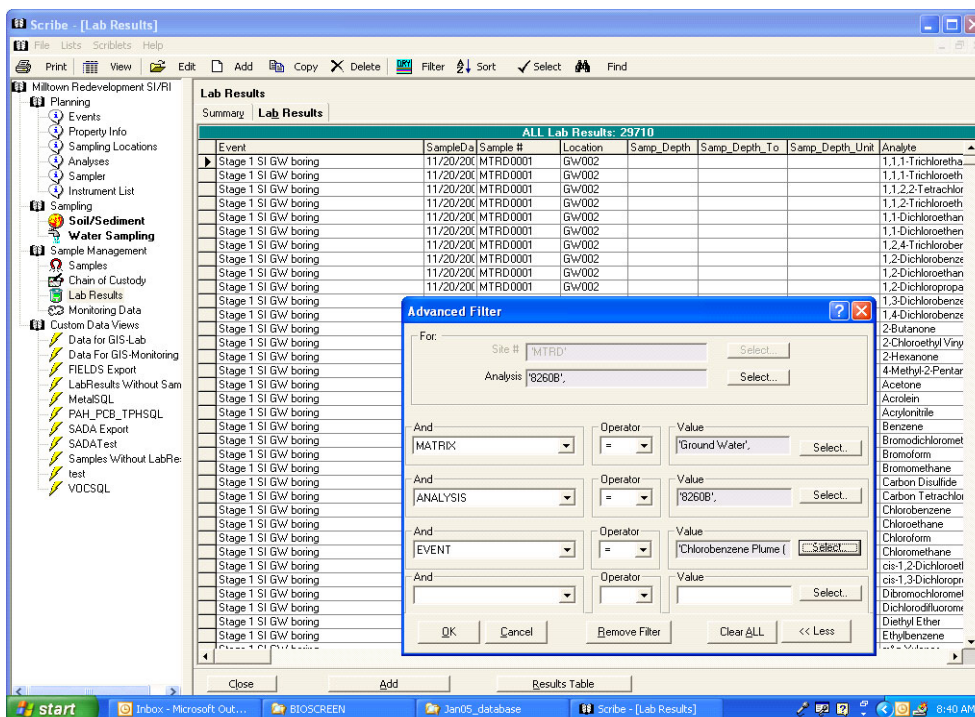 Scribe - [Lab Results]
File Lists Scriblets Help
Print View Edit Add Copy Delete QRY Filter Sort Select Find
Milltown Redevelopment SI/RI
Planning
Events
Property Info
Sampling Locations
Analyses
Sampler
Instrument List
Sampling
Soil/Sediment
Water Sampling
Sample Management
Samples
Chain of Custody
Lab Results
Monitoring Data
Custom Data Views
Data for GIS-Lab
Data For GIS-Monitoring
FIELDS Export
LabResults Without Sam
MetalSQL
PAH_PCB_TPHSQL
SADA Export
SADATest
Samples Without LabRe
test
VOCSQL
Lab Results
Summary Lab Results
ALL Lab Results: 29710
Event SampleDa Sample # Location Samp_Depth Samp_Depth_To Samp_Depth_Unit Analyte
Stage 1 SI GW boring 11/20/200 MTRD0001 GW002 1,1,1-Trichloretha
Stage 1 SI GW boring 11/20/200 MTRD0001 GW002 1,1,1-Trichloroeth
Stage 1 SI GW boring 11/20/200 MTRD0001 GW002 1,1,2,2-Tetrachlor
Stage 1 SI GW boring 11/20/200 MTRD0001 GW002 1,1,2-Trichloroeth
Stage 1 SI GW boring 11/20/200 MTRD0001 GW002 1,1-Dichloroethan
Stage 1 SI GW boring 11/20/200 MTRD0001 GW002 1,1-Dichloroethen
Stage 1 SI GW boring 11/20/200 MTRD0001 GW002 1,2,4-Trichlorober
Stage 1 SI GW boring 11/20/200 MTRD0001 GW002 1,2-Dichlorobenze
Stage 1 SI GW boring 11/20/200 MTRD0001 GW002 1,2-Dichloroethan
Stage 1 SI GW boring 11/20/200 MTRD0001 GW002 1,2-Dichloropropa
Stage 1 SI GW boring 1,3-Dichlorobenze
Stage 1 SI GW boring 1,4-Dichlorobenze
Stage 1 SI GW boring 2-Butanone
Stage 1 SI GW boring 2-Chloroethyl Viny
Stage 1 SI GW boring 2-Hexanone
Stage 1 SI GW boring 4-Methyl-2-Pentar
Stage 1 SI GW boring Acetone
Stage 1 SI GW boring Acrolein
Stage 1 SI GW boring Acrylonitrile
Stage 1 SI GW boring Benzene
Stage 1 SI GW boring Bromodichloromet
Stage 1 SI GW boring Bromoform
Stage 1 SI GW boring Bromomethane
Stage 1 SI GW boring Carbon Disulfide
Stage 1 SI GW boring Carbon Tetrachlo
Stage 1 SI GW boring Chlorobenzene
Stage 1 SI GW boring Chloroethane
Stage 1 SI GW boring Chloroform
Stage 1 SI GW boring Chloromethane
Stage 1 SI GW boring cis-1,2-Dichloroetl
Stage 1 SI GW boring cis-1,3-Dichloropr
Stage 1 SI GW boring Dibromochloromet
Stage 1 SI GW boring Dichlorodifluorome
Stage 1 SI GW boring Diethyl Ether
Stage 1 SI GW boring Ethylbenzene
Advanced Filter
For:
Site # 'MTRD' Select...
Analysis '8260B', Select...
And Operator Value
MATRIX = 'Ground Water', Select..
And Operator Value
ANALYSIS = '8260B', Select..
And Operator Value
EVENT = 'Chlorobenzene Plume ( Select..
And Operator Value
Select..
OK Cancel Remove Filter Clear ALL << Less
Close Add Results Table
start Inbox - Microsoft Out... BIOSCREEN Jan05_database Scribe - [Lab Results] 8:40 AM